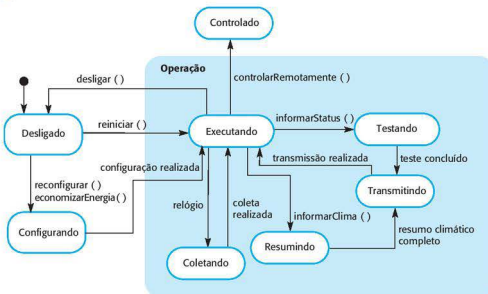 Controlado
Operação
desligar ( )
controlarRemotamente ( )
Desligado
reiniciar ( )
Executando
informarStatus ( )
Testando
configuração realizada
transmissão realizada
teste concluído
reconfigurar ( )
economizarEnergia( )
Transmitindo
relógio
coleta
realizada
informarClima ( )
Configurando
Coletando
Resumindo
resumo climático
completo